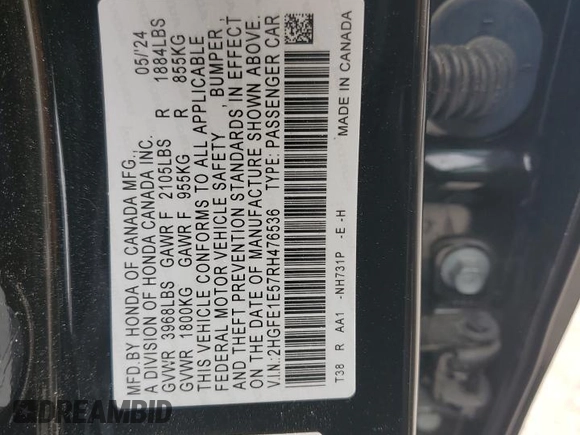 MFD.BY HONDA OF CANADA MFG., 05/'24
A DIVISION OF HONDA CANADA INC.
GVWR 3968LBS GAWR F 2105LBS R 1884LBS
GVWR 1800KG GAWR F 955KG R 855KG
THIS VEHICLE CONFORMS TO ALL APPLICABLE
FEDERAL MOTOR VEHICLE SAFETY, BUMPER,
AND THEFT PREVENTION STANDARDS IN EFFECT
ON THE DATE OF MANUFACTURE SHOWN ABOVE.
V.I.N.:2HGFE1E57RH476536 TYPE: PASSENGER CAR
T38 R AA1 -NH731P -E -H MADE IN CANADA
DREAMBID